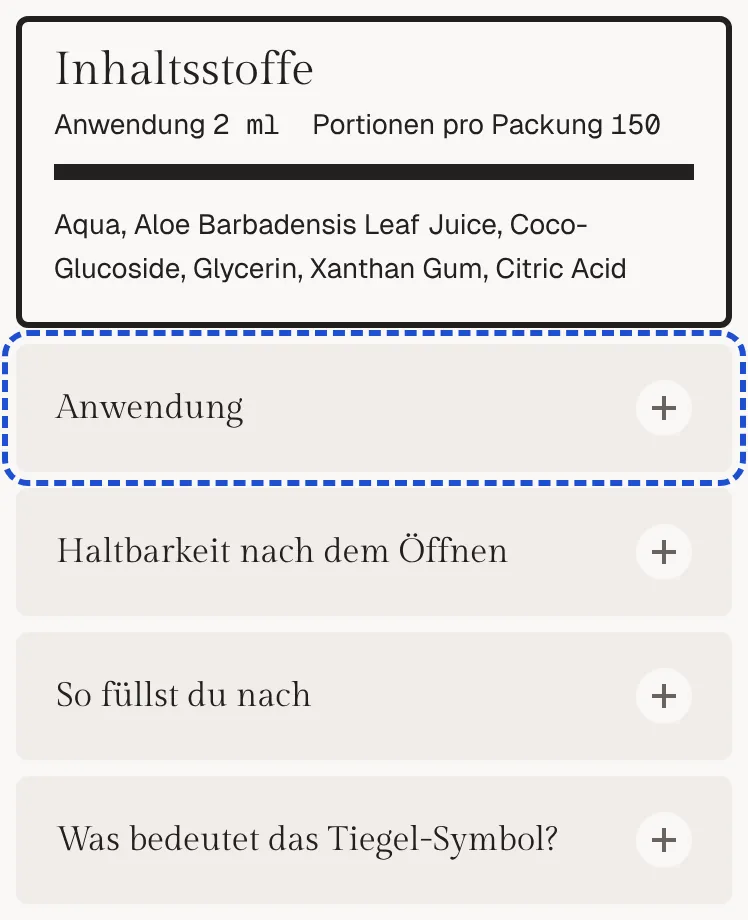 Inhaltsstoffe
Anwendung 2 ml Portionen pro Packung 150
Aqua, Aloe Barbadensis Leaf Juice, Coco-
Glucoside, Glycerin, Xanthan Gum, Citric Acid
Anwendung
Haltbarkeit nach dem Öffnen
So füllst du nach
Was bedeutet das Tiegel-Symbol?